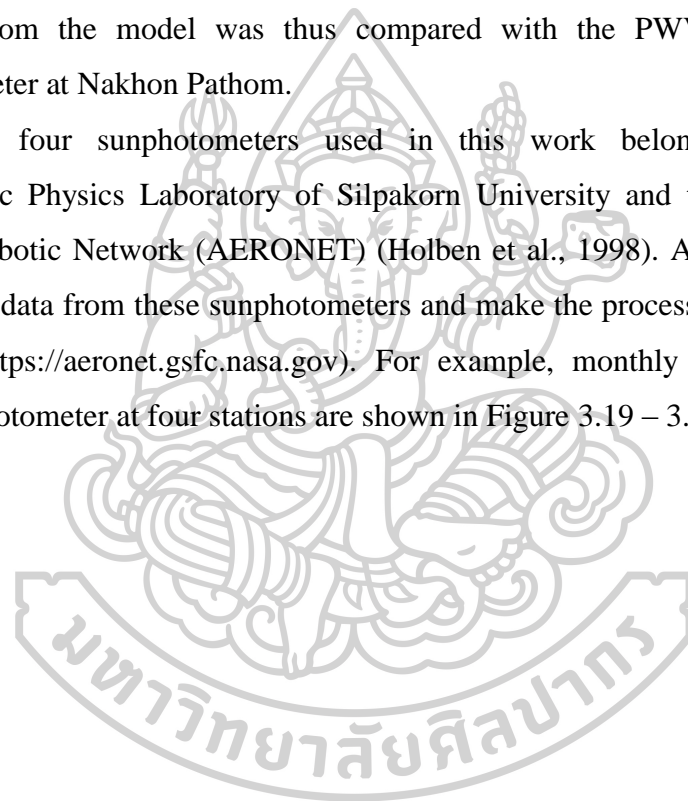 om the model was thus compared with the PW
eter at Nakhon Pathom.
four sunphotometers used in this work belon
c Physics Laboratory of Silpakorn University and
obotic Network (AERONET) (Holben et al., 1998). A
data from these sunphotometers and make the process
tps://aeronet.gsfc.nasa.gov). For example, monthly
otometer at four stations are shown in Figure 3.19 – 3.
มหาวิทยาลัยศิลปากร